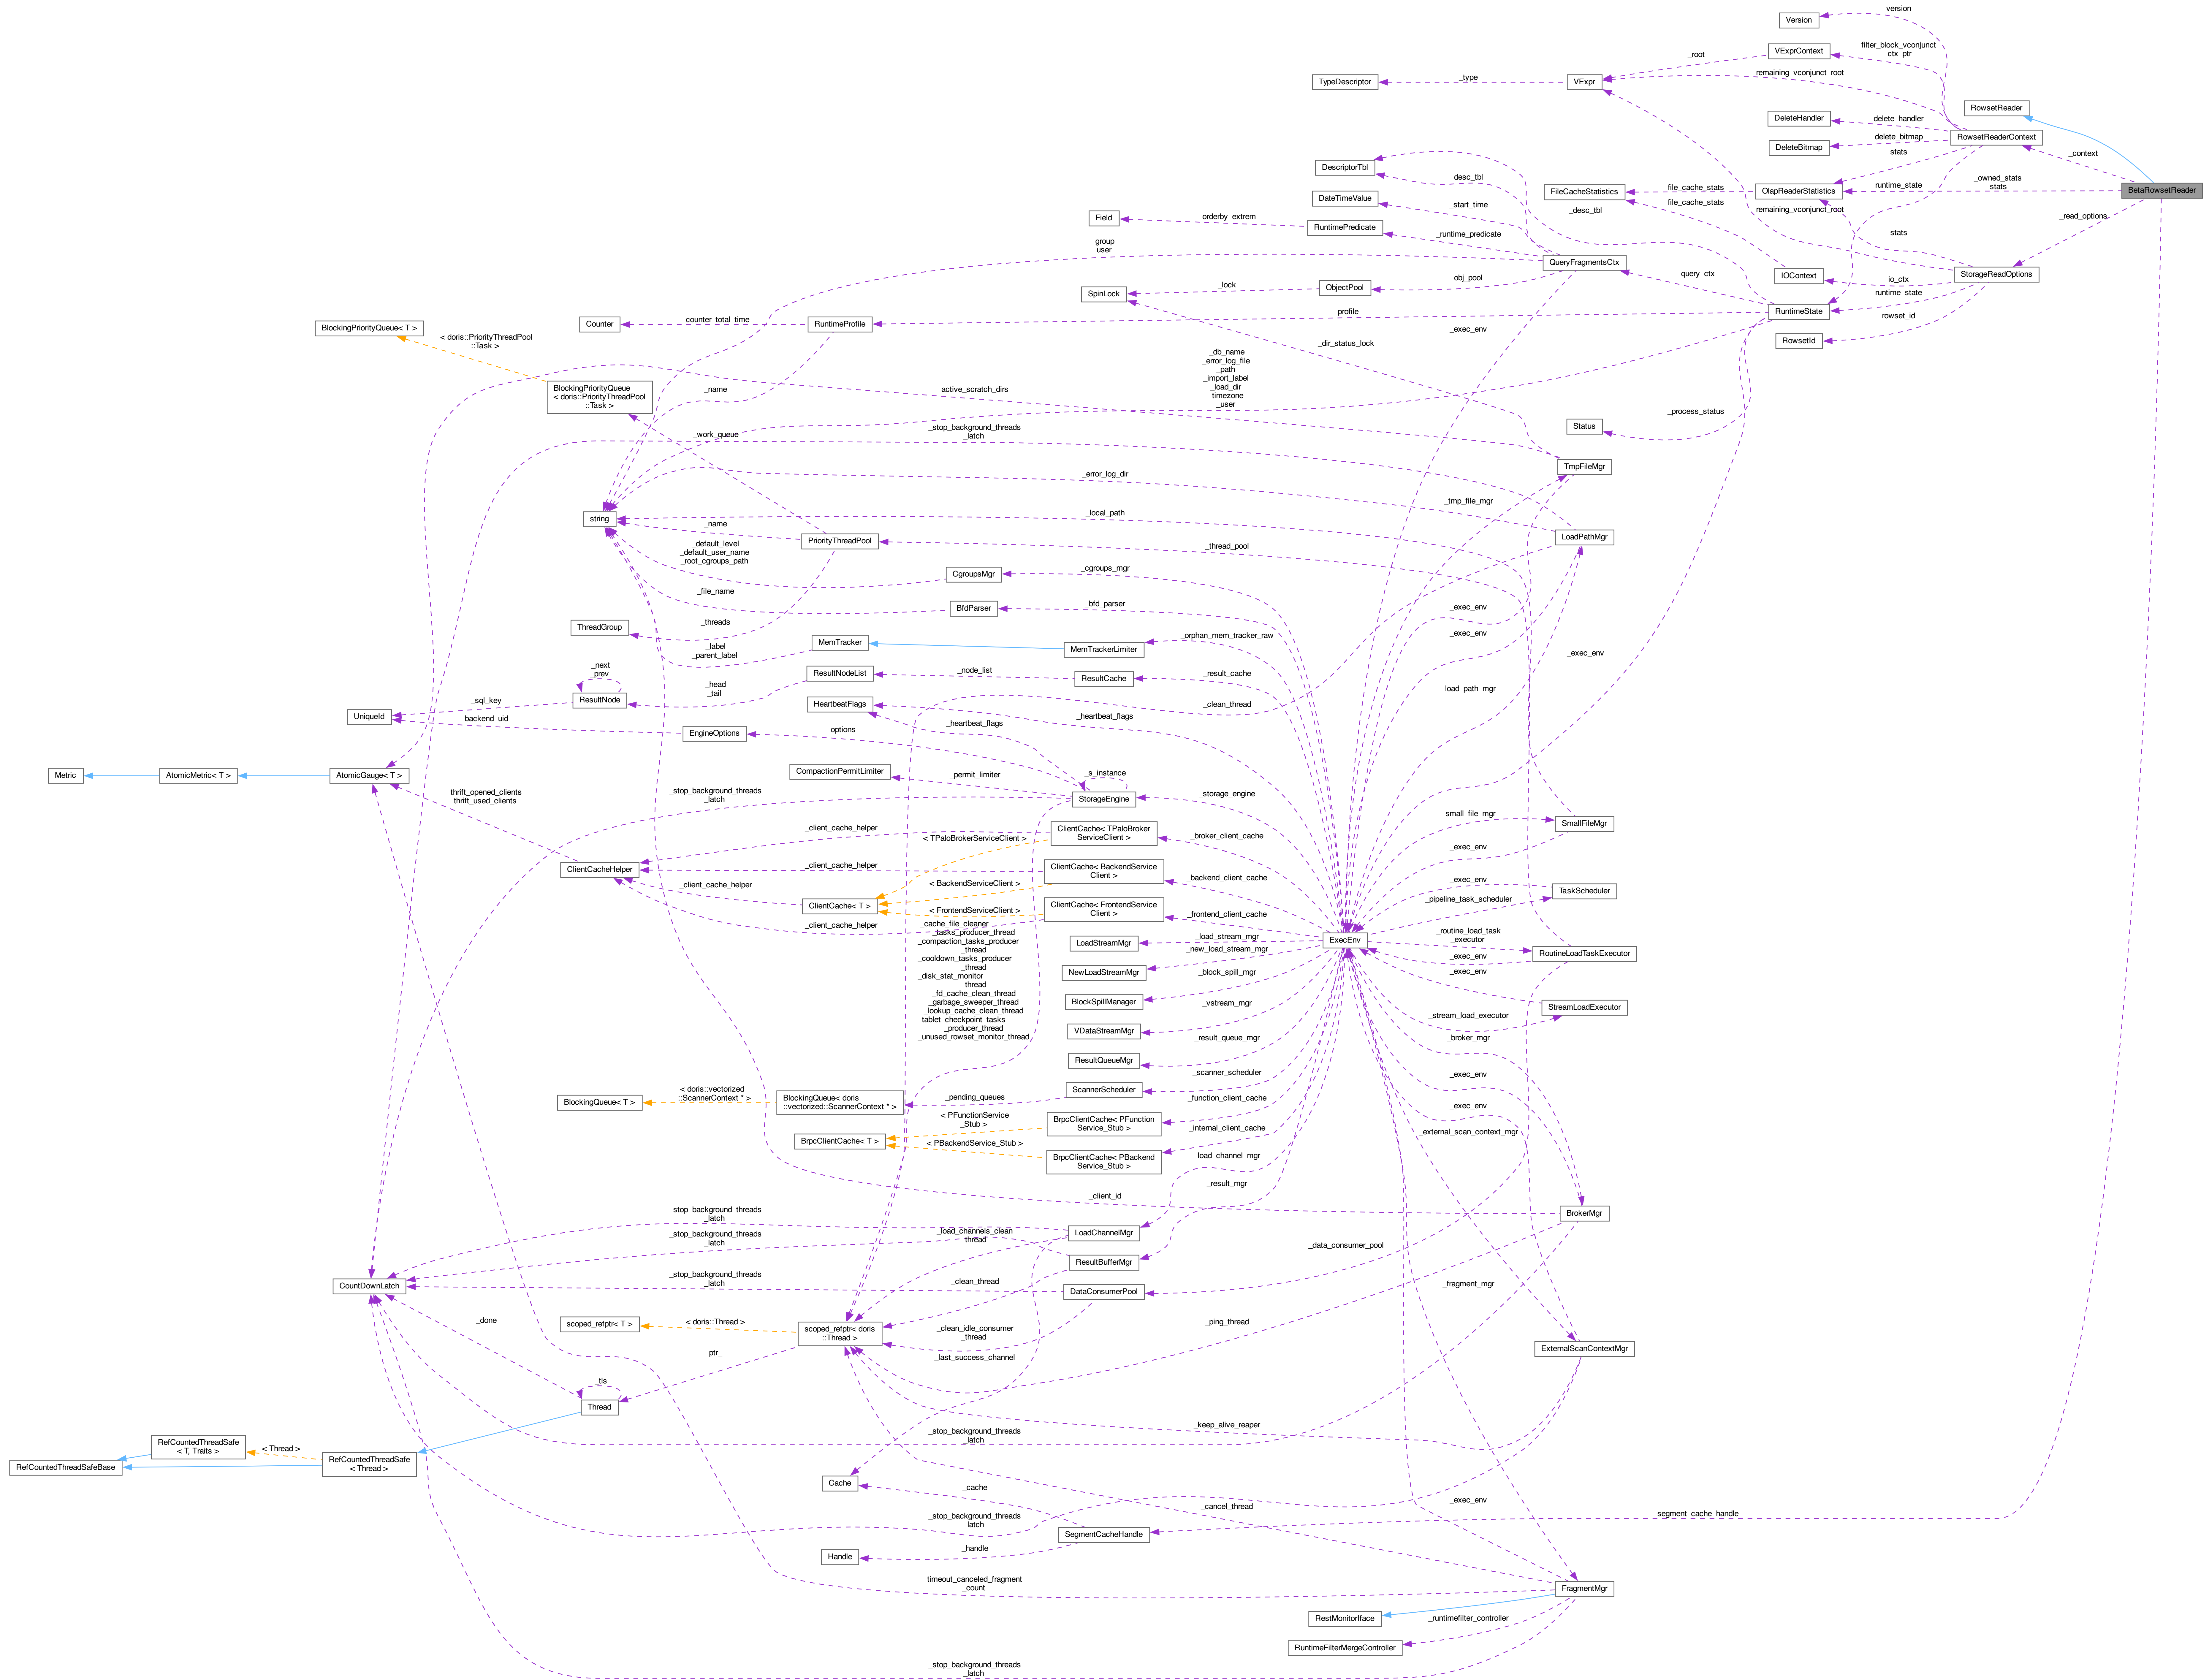 version
Version
VExprContext
filter_block_vconjunct
_ctx_ptr
_root
remaining_vconjunct_root
TypeDescriptor
_type
VExpr
RowsetReader
DeleteHandler
delete_handler
RowsetReaderContext
DeleteBitmap
delete_bitmap
stats
_context
DescriptorTbl
desc_tbl
FileCacheStatistics
file_cache_stats
OlapReaderStatistics
runtime_state
_owned_stats
stats
BetaRowsetReader
DateTimeValue
_start_time
file_cache_stats
_desc_tbl
remaining_vconjunct_root
_read_options
Field
_orderby_extrem
RuntimePredicate
_runtime_predicate
stats
group
user
QueryFragmentsCtx
_query_ctx
IOContext
io_ctx
StorageReadOptions
SpinLock
_lock
ObjectPool
obj_pool
runtime_state
RuntimeState
rowset_id
RowsetId
BlockingPriorityQueue< T >
Counter
_counter_total_time
RuntimeProfile
_profile
_exec_env
< doris::PriorityThreadPool
::Task >
_dir_status_lock
_db_name
_error_log_file
_path
_import_label
_load_dir
_timezone
_user
BlockingPriorityQueue
< doris::PriorityThreadPool
::Task >
_name
active_scratch_dirs
_process_status
Status
_work_queue
_stop_background_threads
_latch
TmpFileMgr
_error_log_dir
_tmp_file_mgr
string
_local_path
_name
PriorityThreadPool
_thread_pool
LoadPathMgr
_default_level
_default_user_name
_root_cgroups_path
CgroupsMgr
_cgroups_mgr
_file_name
BfdParser
_bfd_parser
_exec_env
ThreadGroup
_threads
_label
_parent_label
MemTracker
MemTrackerLimiter
_orphan_mem_tracker_raw
_exec_env
_exec_env
_next
_prev
ResultNode
_head
_tail
ResultNodeList
_node_list
ResultCache
_result_cache
_load_path_mgr
UniqueId
_sql_key
backend_uid
HeartbeatFlags
_heartbeat_flags
_heartbeat_flags
_clean_thread
EngineOptions
_options
Metric
AtomicMetric< T >
AtomicGauge< T >
CompactionPermitLimiter
_permit_limiter
_s_instance
StorageEngine
_storage_engine
thrift_opened_clients
thrift_used_clients
_stop_background_threads
_latch
_client_cache_helper
< TPaloBrokerServiceClient >
ClientCache< TPaloBroker
ServiceClient >
_broker_client_cache
_small_file_mgr
SmallFileMgr
_exec_env
ClientCacheHelper
_client_cache_helper
ClientCache< BackendService
Client >
_backend_client_cache
_exec_env
TaskScheduler
_client_cache_helper
< BackendServiceClient >
_pipeline_task_scheduler
ClientCache< T >
< FrontendServiceClient >
ClientCache< FrontendService
Client >
_frontend_client_cache
_client_cache_helper
_cache_file_cleaner
_tasks_producer_thread
_compaction_tasks_producer
_thread
_cooldown_tasks_producer
_thread
_disk_stat_monitor
_thread
_fd_cache_clean_thread
_garbage_sweeper_thread
_lookup_cache_clean_thread
_tablet_checkpoint_tasks
_producer_thread
_unused_rowset_monitor_thread
ExecEnv
LoadStreamMgr
_load_stream_mgr
_new_load_stream_mgr
_routine_load_task
_executor
RoutineLoadTaskExecutor
_exec_env
NewLoadStreamMgr
_block_spill_mgr
_exec_env
BlockSpillManager
_vstream_mgr
StreamLoadExecutor
_stream_load_executor
VDataStreamMgr
_result_queue_mgr
_broker_mgr
ResultQueueMgr
_scanner_scheduler
_exec_env
< doris::vectorized
::ScannerContext * >
BlockingQueue< T >
BlockingQueue< doris
::vectorized::ScannerContext * >
_pending_queues
ScannerScheduler
_function_client_cache
_exec_env
< PFunctionService
_Stub >
BrpcClientCache< PFunction
Service_Stub >
_internal_client_cache
_external_scan_context_mgr
BrpcClientCache< T >
< PBackendService_Stub >
BrpcClientCache< PBackend
Service_Stub >
_load_channel_mgr
_result_mgr
_client_id
BrokerMgr
_stop_background_threads
_latch
_load_channels_clean
_thread
LoadChannelMgr
_stop_background_threads
_latch
ResultBufferMgr
_data_consumer_pool
CountDownLatch
_stop_background_threads
_latch
_clean_thread
DataConsumerPool
_fragment_mgr
_done
scoped_refptr< T >
< doris::Thread >
scoped_refptr< doris
::Thread >
_clean_idle_consumer
_thread
_ping_thread
ptr_
_last_success_channel
ExternalScanContextMgr
_tls
Thread
_keep_alive_reaper
_stop_background_threads
_latch
RefCountedThreadSafe
< T, Traits >
< Thread >
RefCountedThreadSafeBase
RefCountedThreadSafe
< Thread >
Cache
_cache
_cancel_thread
_exec_env
_segment_cache_handle
_stop_background_threads
_latch
SegmentCacheHandle
Handle
_handle
timeout_canceled_fragment
_count
FragmentMgr
RestMonitorIface
_runtimefilter_controller
RuntimeFilterMergeController
_stop_background_threads
_latch